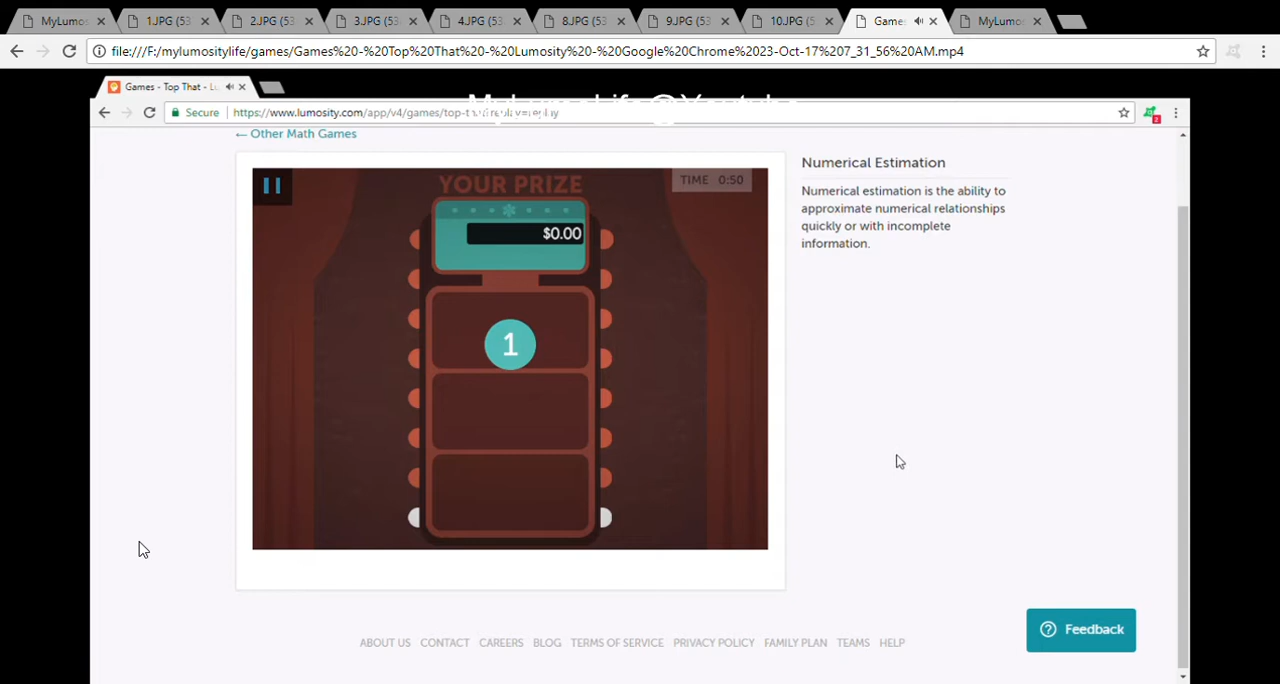 MyLumos
1.JPG (53
2.JPG (53
3.JPG (53
4.JPG (53
8.JPG (53
9.JPG (53
10.JPG (5
Games
MyLumos
file:///F:/mylumositylife/games/Games%20-%20Top%20That%20-%20Lumosity%20-%20Google%20Chrome%2023-Oct-17%207_31_56%20AM.mp4
Games - Top That - Lu
Secure
https://www.lumosity.com/app/v4/games/top-t
2
← Other Math Games
YOUR PRIZE
TIME 0:50
$0.00
1
Numerical Estimation
Numerical estimation is the ability to
approximate numerical relationships
quickly or with incomplete
information.
? Feedback
ABOUT US CONTACT CAREERS BLOG TERMS OF SERVICE PRIVACY POLICY FAMILY PLAN TEAMS HELP